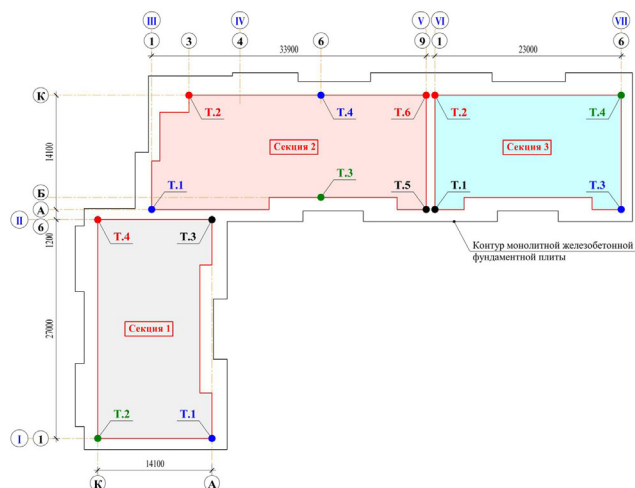 III IV V VI VII
1 3 4 6 9 1 6
33900 23000
К
Т.2 Т.4 Т.6 Т.2 Т.4
14100
Секция 2 Секция 3
Т.3
Б
Т.1 Т.5 Т.1 Т.3
А
II
6
1200
Т.4 Т.3
Контур монолитной железобетонной
фундаментной плиты
27000
Секция 1
Т.2 Т.1
I 1
14100
К А